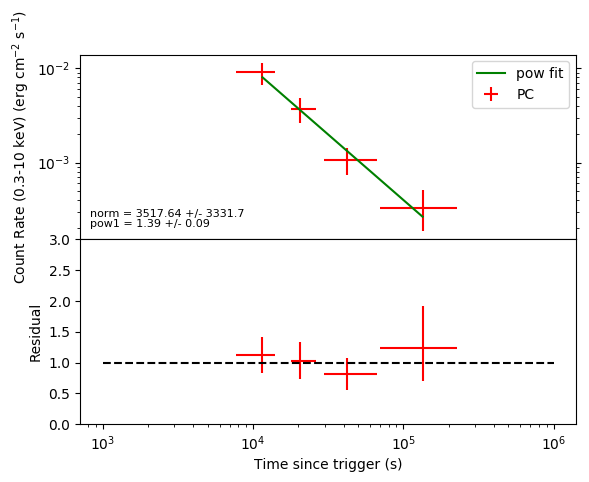 Count Rate (0.3-10 keV) (erg cm⁻² s⁻¹)
10⁻²
10⁻³
pow fit
PC
norm = 3517.64 +/- 3331.7
pow1 = 1.39 +/- 0.09
Residual
3.0
2.5
2.0
1.5
1.0
0.5
0.0
10³ 10⁴ 10⁵ 10⁶
Time since trigger (s)